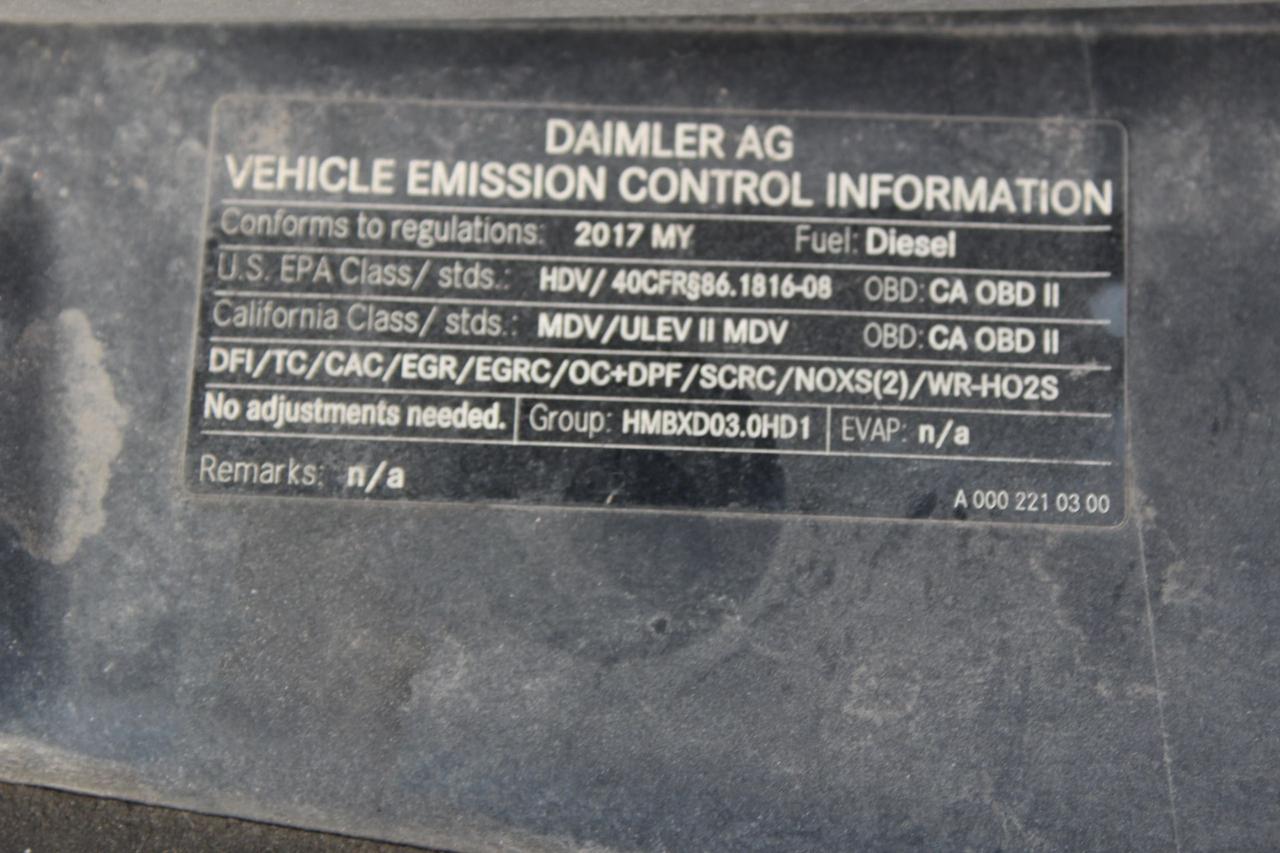 DAIMLER AG
VEHICLE EMISSION CONTROL INFORMATION
Conforms to regulations: 2017 MY Fuel: Diesel
U.S. EPA Class/ stds.: HDV/ 40CFR§86.1816-08 OBD: CA OBD II
California Class/ stds.: MDV/ULEV II MDV OBD: CA OBD II
DFI/TC/CAC/EGR/EGRC/OC+DPF/SCRC/NOXS(2)/WR-HO2S
No adjustments needed. Group: HMBXD03.0HD1 EVAP: n/a
Remarks: n/a
A 000 221 03 00